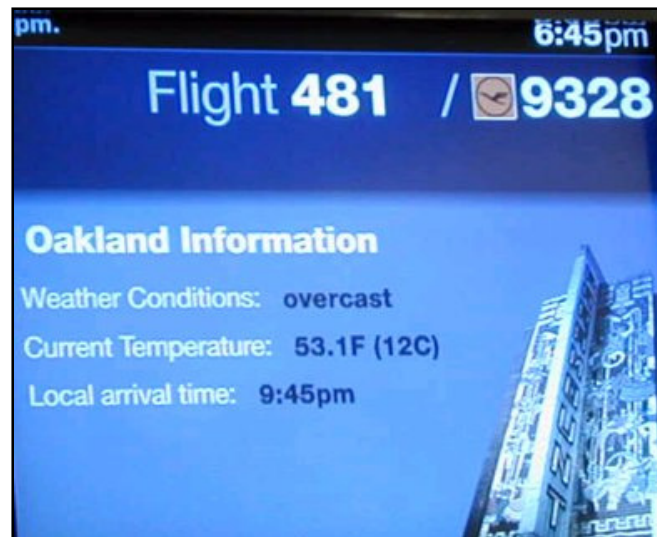 pm.
6:45pm
Flight 481 / 9328
Oakland Information
Weather Conditions: overcast
Current Temperature: 53.1F (12C)
Local arrival time: 9:45pm